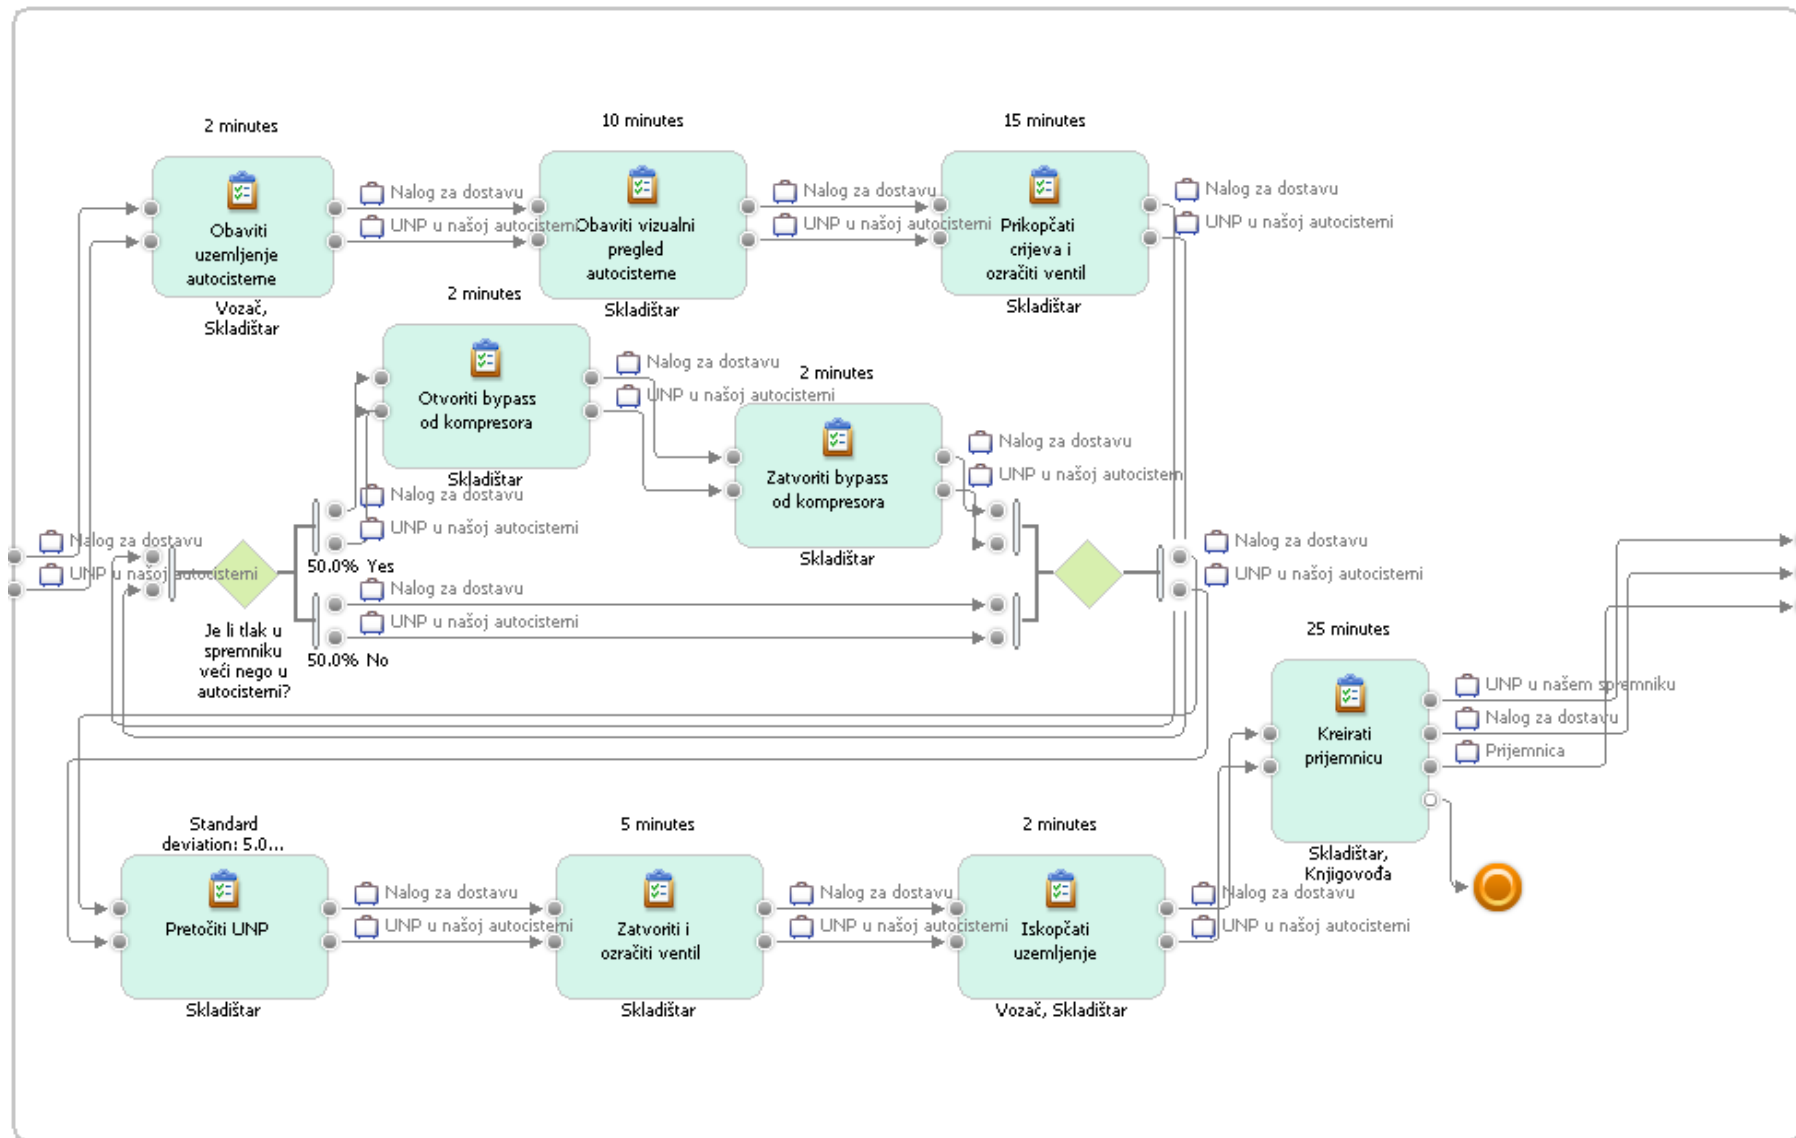 2 minutes
Obaviti
uzemljenje
autocisterne
Vozač,
Skladištar
Nalog za dostavu
UNP u našoj autocisterni
10 minutes
Obaviti vizualni
pregled
autocisterne
Skladištar
Nalog za dostavu
UNP u našoj autocisterni
15 minutes
Prikopčati
crijeva i
ozračiti ventil
Skladištar
Nalog za dostavu
UNP u našoj autocisterni
2 minutes
Otvoriti bypass
od kompresora
Skladištar
Nalog za dostavu
UNP u našoj autocisterni
2 minutes
Zatvoriti bypass
od kompresora
Skladištar
Nalog za dostavu
UNP u našoj autocisterni
Nalog za dostavu
UNP u našoj autocisterni
Je li tlak u
spremniku
veći nego u
autocisterni?
Nalog za dostavu
UNP u našoj autocisterni
50.0% Yes
Nalog za dostavu
UNP u našoj autocisterni
50.0% No
Nalog za dostavu
UNP u našoj autocisterni
25 minutes
Kreirati
prijemnicu
Skladištar,
Knjigovođa
UNP u našem spremniku
Nalog za dostavu
Prijemnica
Standard
deviation: 5.0...
Pretočiti UNP
Skladištar
Nalog za dostavu
UNP u našoj autocisterni
5 minutes
Zatvoriti i
ozračiti ventil
Skladištar
Nalog za dostavu
UNP u našoj autocisterni
2 minutes
Iskopčati
uzemljenje
Vozač, Skladištar
Nalog za dostavu
UNP u našoj autocisterni